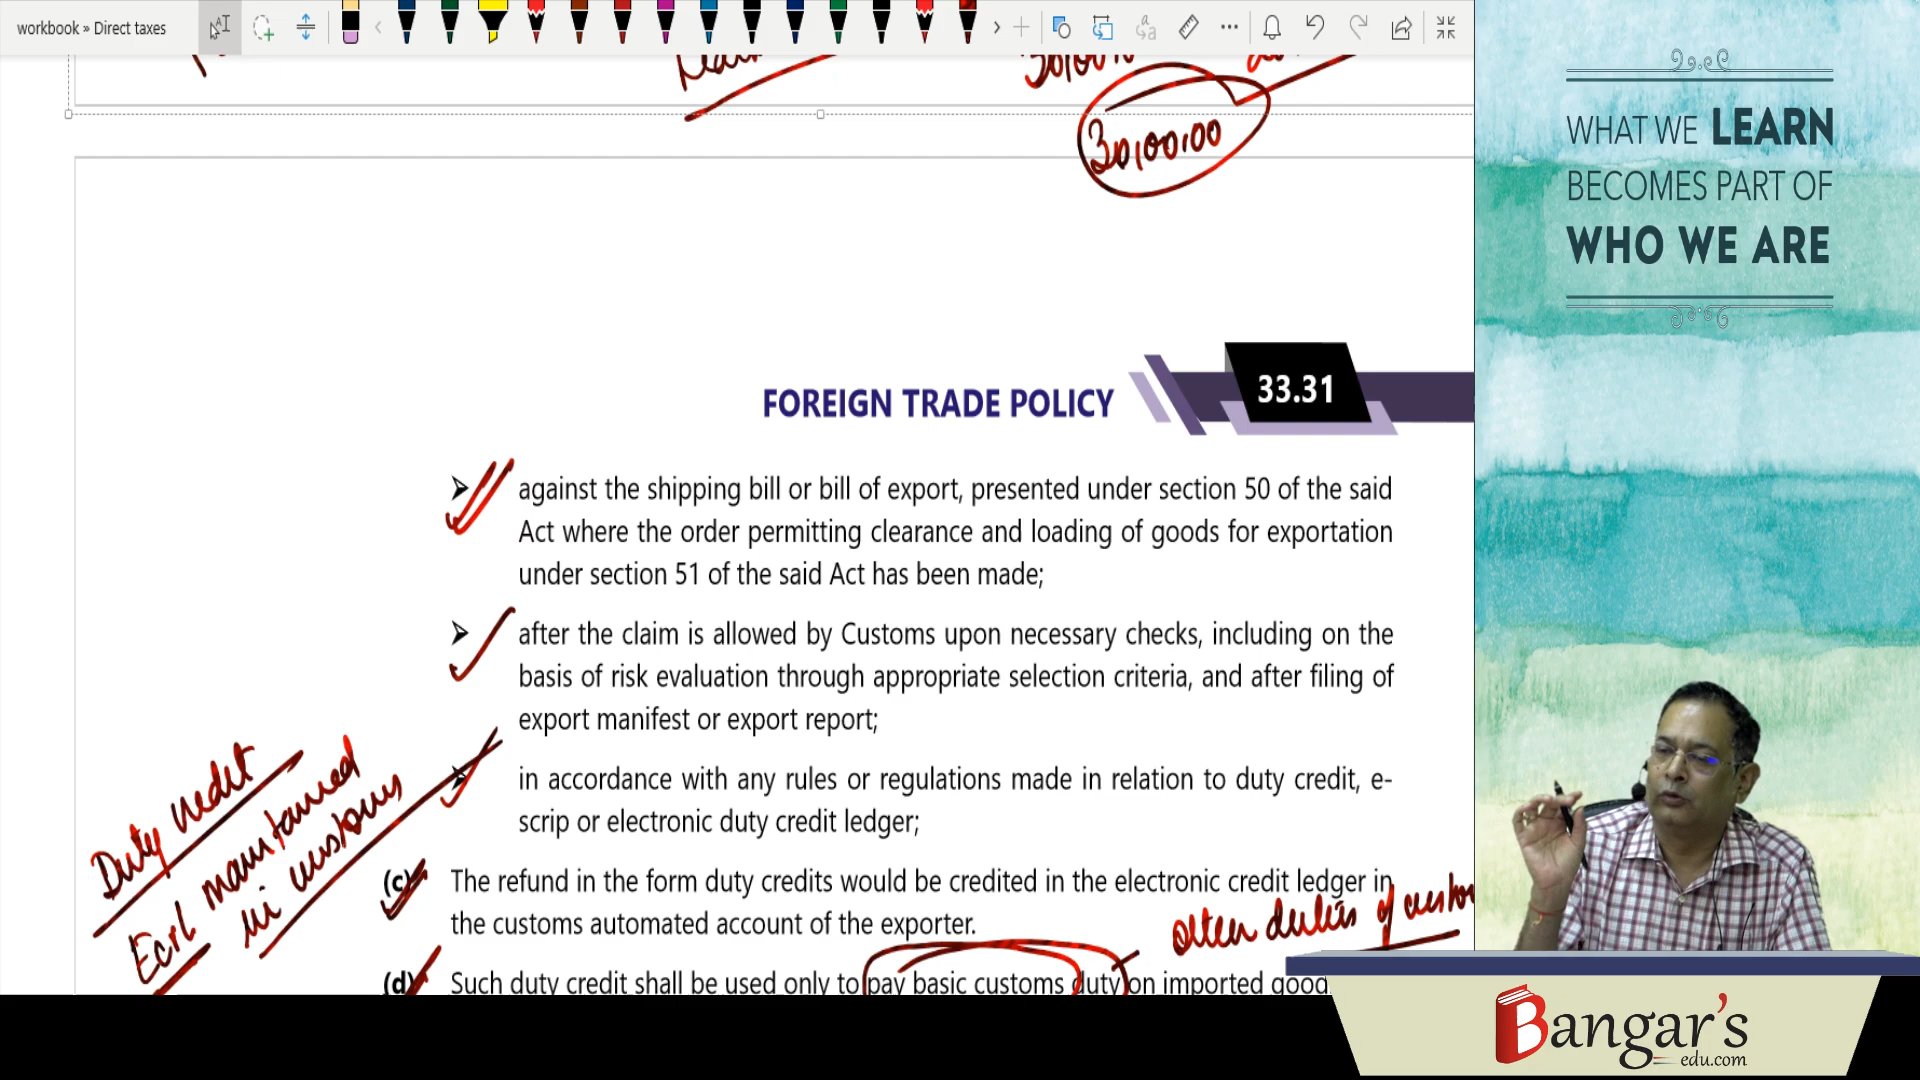 workbook » Direct taxes
WHAT WE LEARN
BECOMES PART OF
WHO WE ARE
30,00,00
FOREIGN TRADE POLICY
33.31
➢ against the shipping bill or bill of export, presented under section 50 of the said
Act where the order permitting clearance and loading of goods for exportation
under section 51 of the said Act has been made;
➢ after the claim is allowed by Customs upon necessary checks, including on the
basis of risk evaluation through appropriate selection criteria, and after filing of
export manifest or export report;
➢ in accordance with any rules or regulations made in relation to duty credit, e-
scrip or electronic duty credit ledger;
Duty credit
Ecrl maintained
in customs
(c) The refund in the form duty credits would be credited in the electronic credit ledger in
the customs automated account of the exporter.
duties of
(d) Such duty credit shall be used only to pay basic customs duty on imported good
Bangar's
edu.com